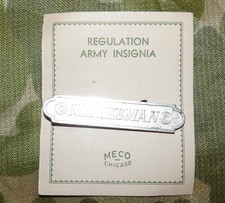 REGULATION
ARMY INSIGNIA
MARKSMAN
MECO
CHICAGO